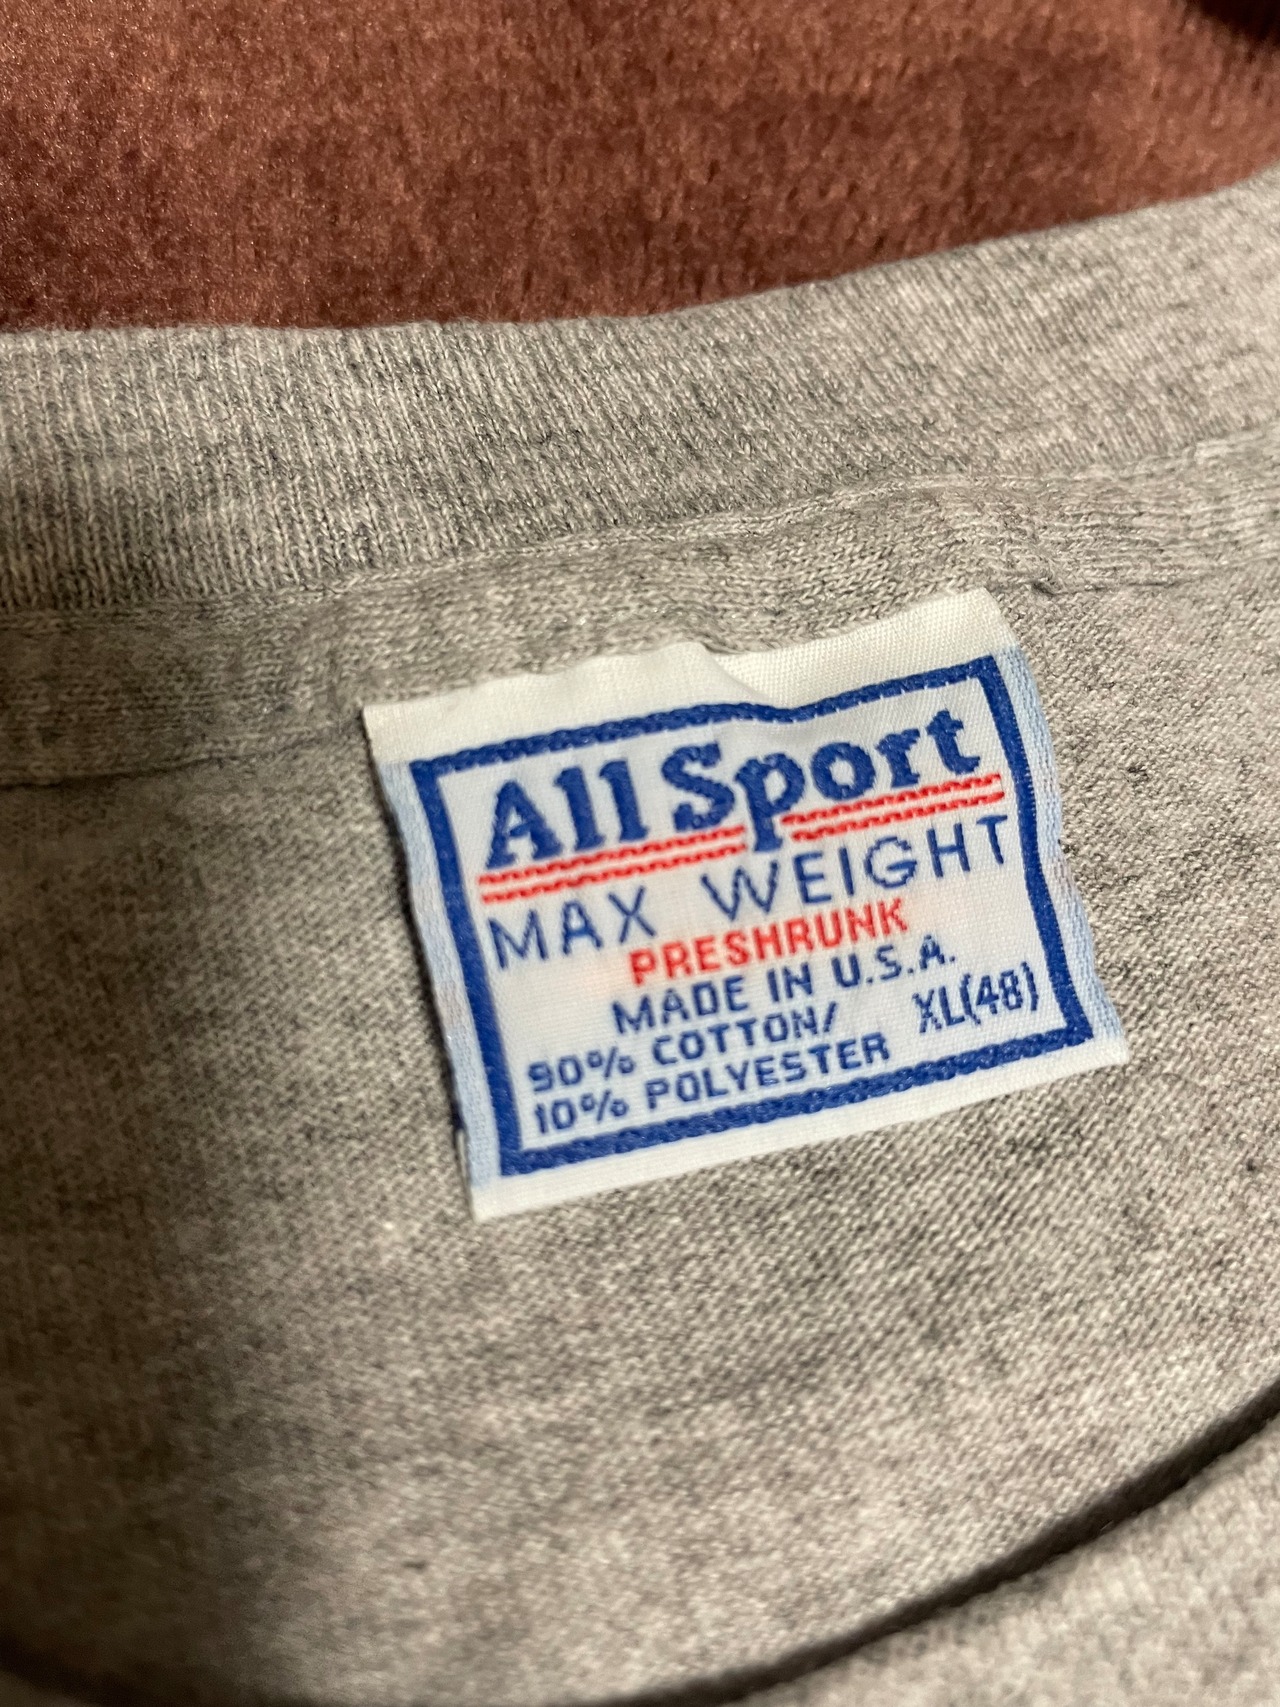 All Sport
MAX WEIGHT
PRESHRUNK
MADE IN U.S.A.
90% COTTON/
10% POLYESTER
XL(48)